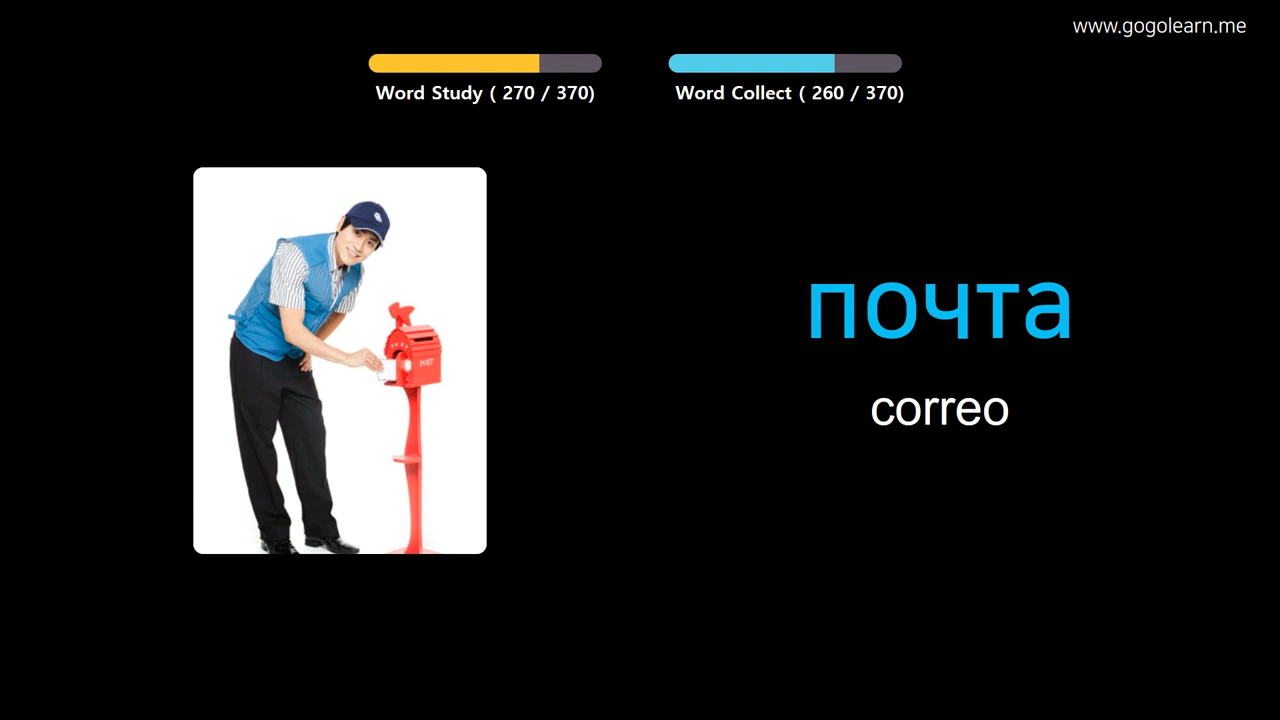 www.gogolearn.me
Word Study ( 270 / 370)
Word Collect ( 260 / 370)
почта
correo
POST